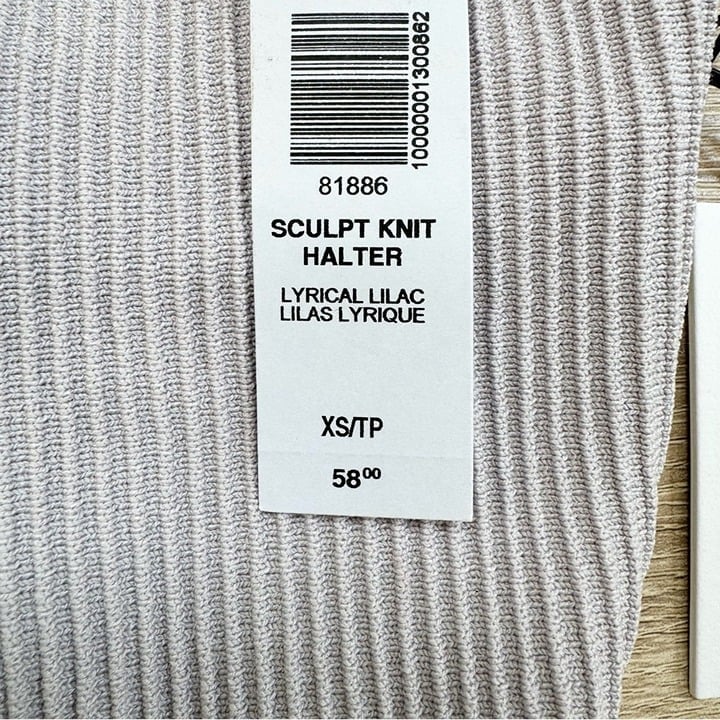 10000001300862
81886
SCULPT KNIT
HALTER
LYRICAL LILAC
LILAS LYRIQUE
XS/TP
58⁰⁰